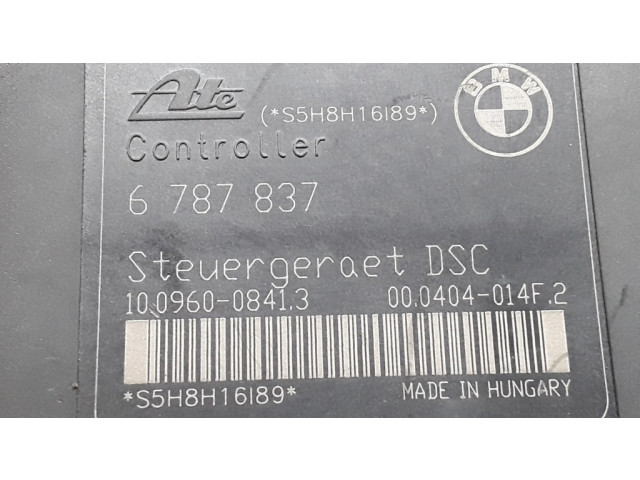 Ate (*S5H8H16I89*) BMW
Controller
6 787 837
Steuergeraet DSC
10.0960-0841.3 00.0404-014F.2
*S5H8H16I89* MADE IN HUNGARY